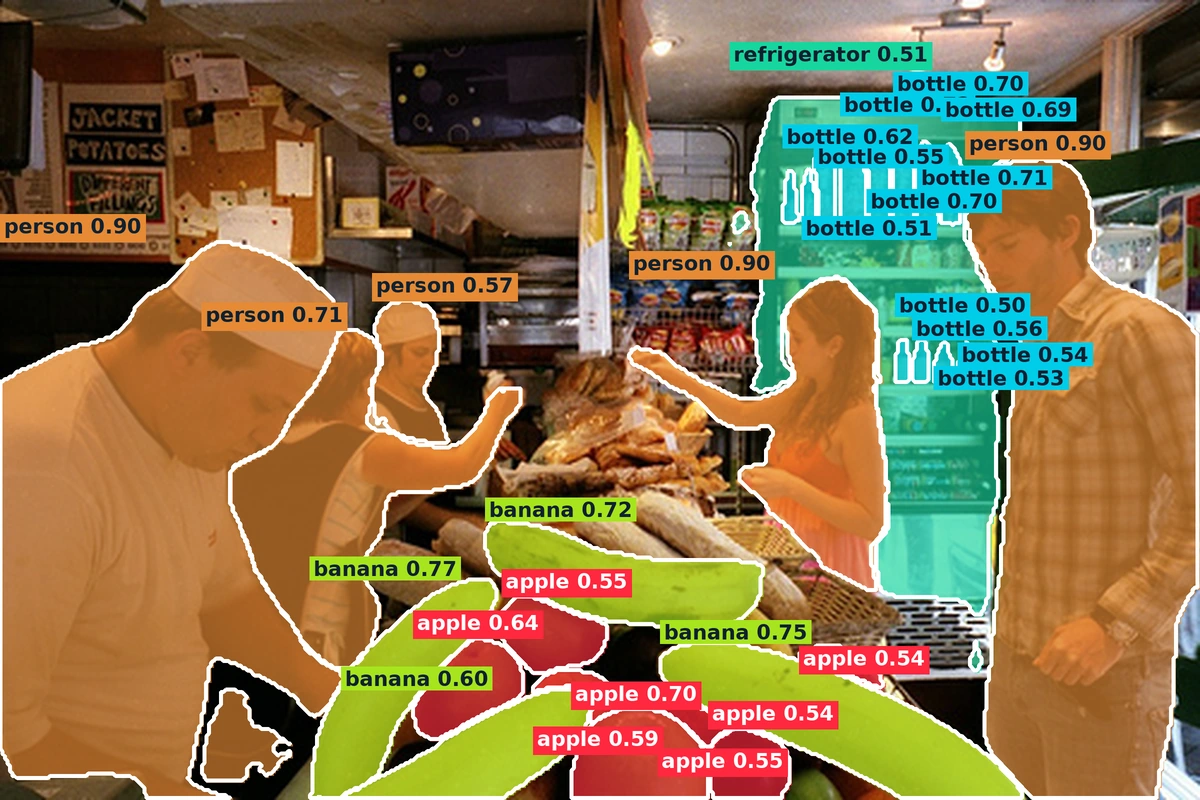 refrigerator 0.51
bottle 0.70
bottle 0.
bottle 0.69
JACKET
POTATOES
bottle 0.62
person 0.90
bottle 0.55
bottle 0.71
DIFFERENT
FILLINGS
bottle 0.70
person 0.90
bottle 0.51
person 0.90
person 0.57
bottle 0.50
person 0.71
bottle 0.56
bottle 0.54
bottle 0.53
banana 0.72
banana 0.77
apple 0.55
apple 0.64
banana 0.75
apple 0.54
banana 0.60
apple 0.70
apple 0.54
apple 0.59
apple 0.55